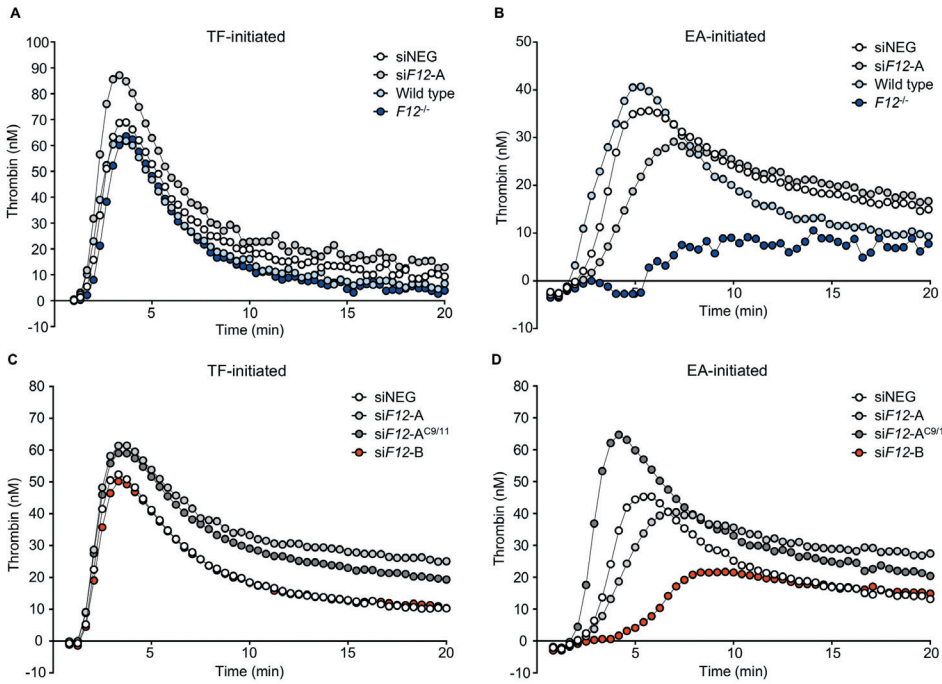 A
TF-initiated
100
90
80
70
60
50
40
30
20
10
0
-10
Thrombin (nM)
5
10
15
20
Time (min)
siNEG
siF12-A
Wild type
F12-/-
B
EA-initiated
50
40
30
20
10
0
-10
Thrombin (nM)
5
10
15
20
Time (min)
siNEG
siF12-A
Wild type
F12-/-
C
TF-initiated
80
70
60
50
40
30
20
10
0
-10
Thrombin (nM)
5
10
15
20
Time (min)
siNEG
siF12-A
siF12-AC9/11
siF12-B
D
EA-initiated
80
70
60
50
40
30
20
10
0
-10
Thrombin (nM)
5
10
15
20
Time (min)
siNEG
siF12-A
siF12-AC9/1
siF12-B